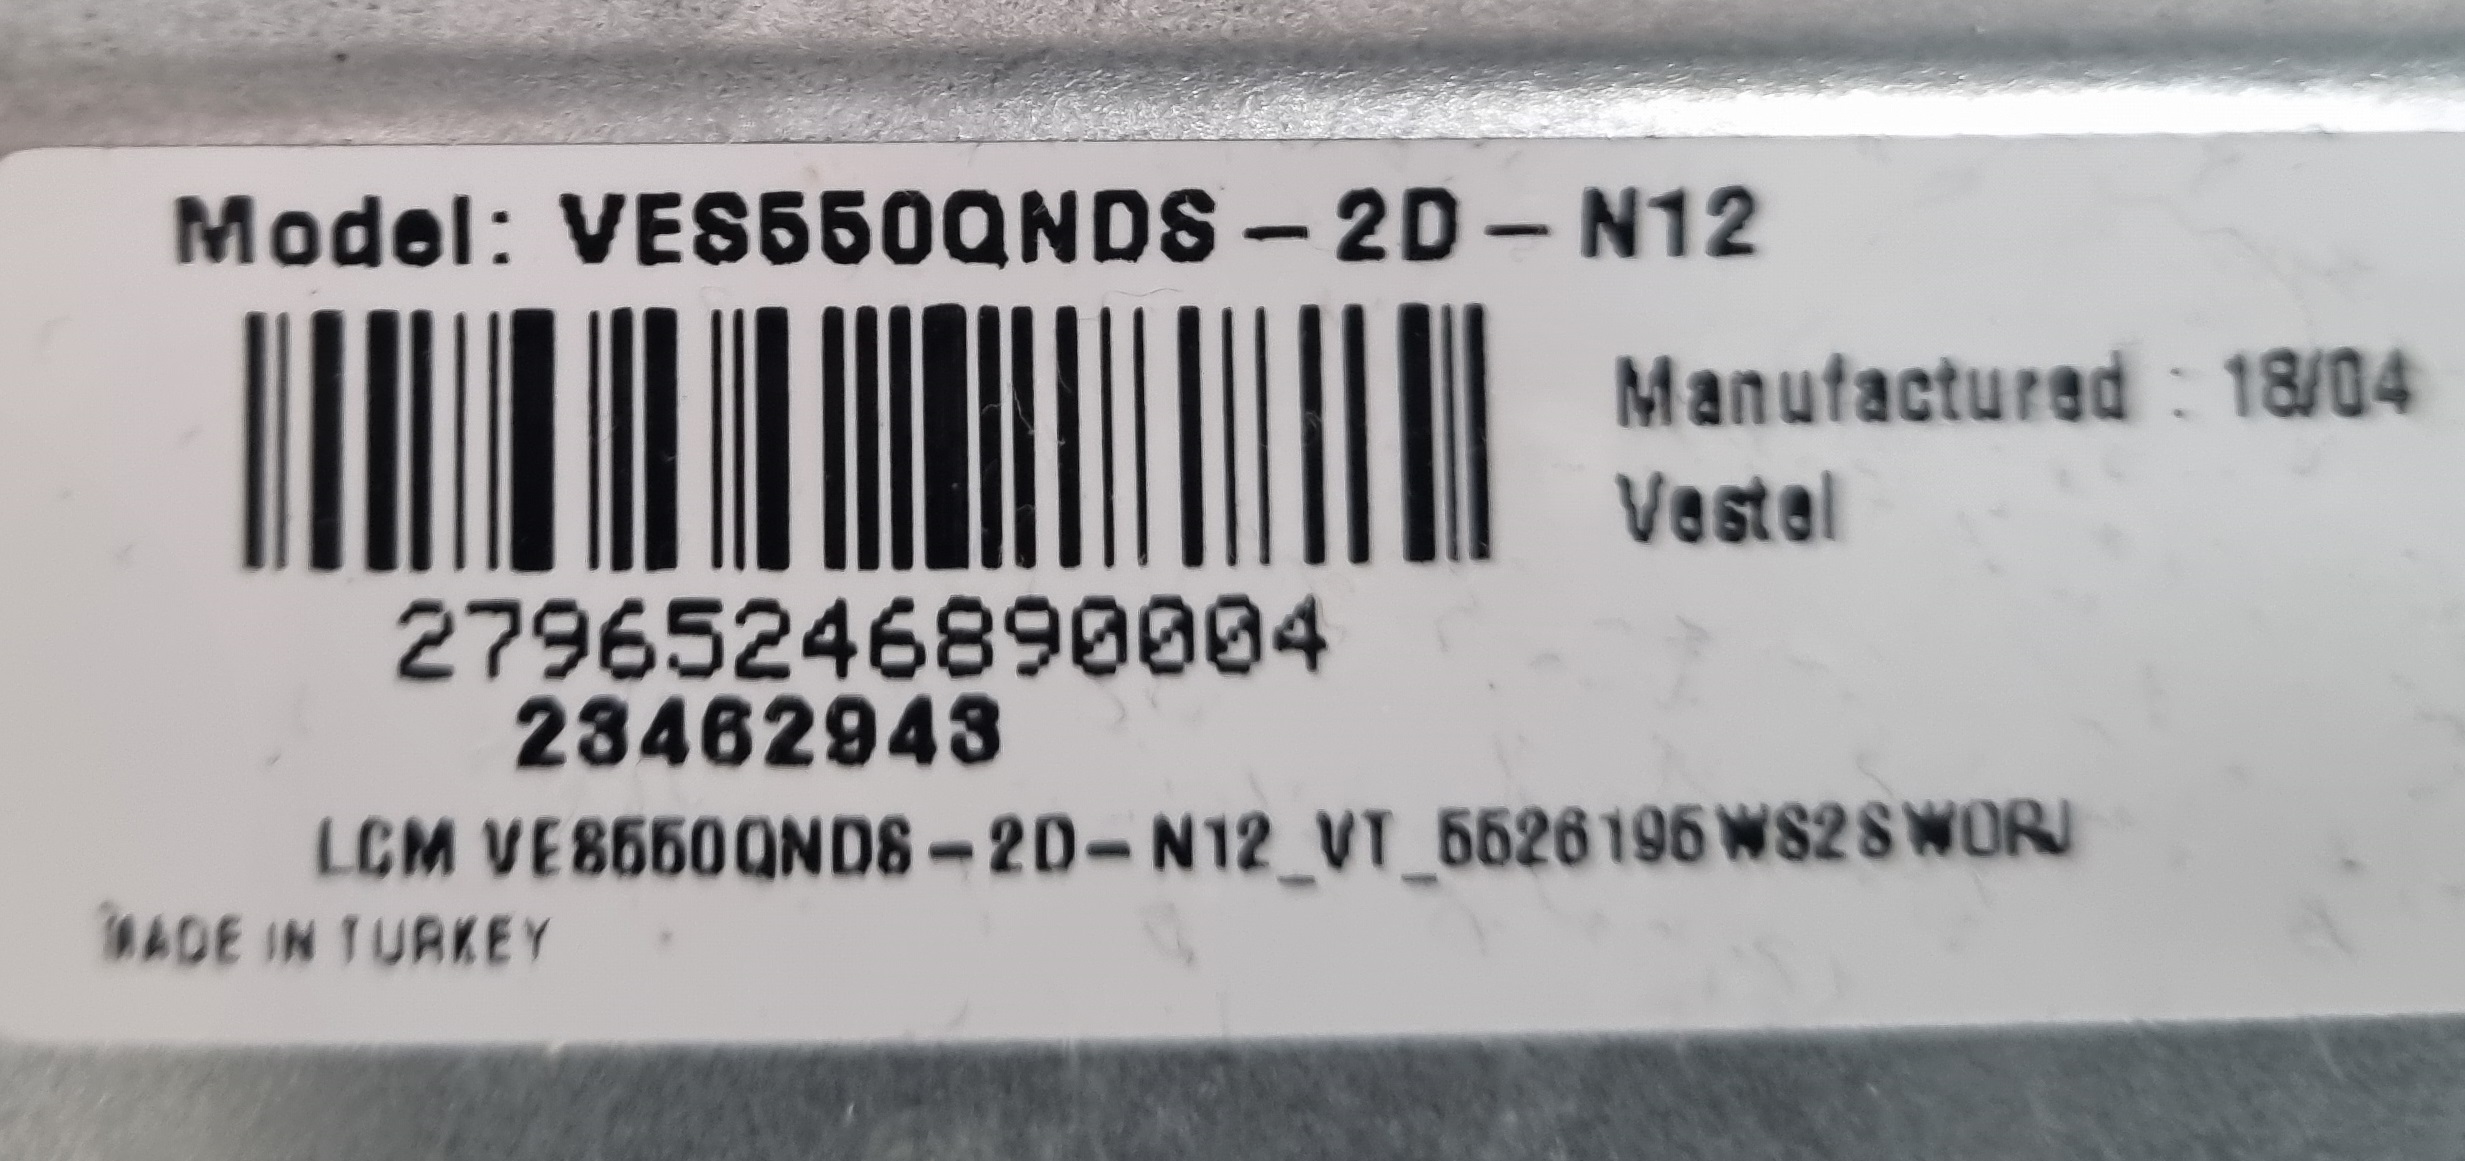 Model: VES550QNDS-2D-N12
Manufactured : 18/04
Vestel
27965246890004
23462943
LCM VES550QNDS-2D-N12_VT_5526195WS2SWORJ
MADE IN TURKEY